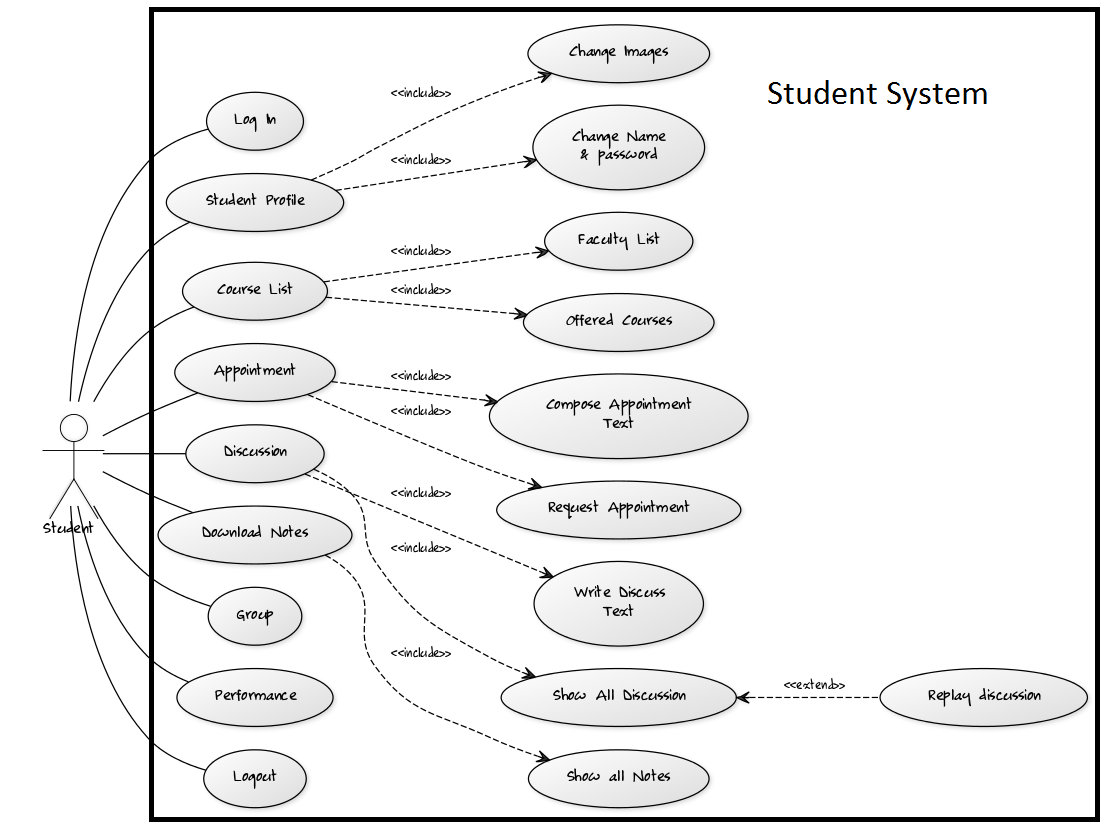 Change Images
Student System
<<include>>
Log In
Change Name
& password
<<include>>
Student Profile
Faculty List
<<include>>
Course List
<<include>>
Offered Courses
Appointment
<<include>>
Compose Appointment
Text
<<include>>
Discussion
<<include>>
Request Appointment
Student
Download Notes
<<include>>
Write Discuss
Text
Group
<<include>>
Performance
Show All Discussion
<<extend>>
Replay discussion
Logout
Show all Notes